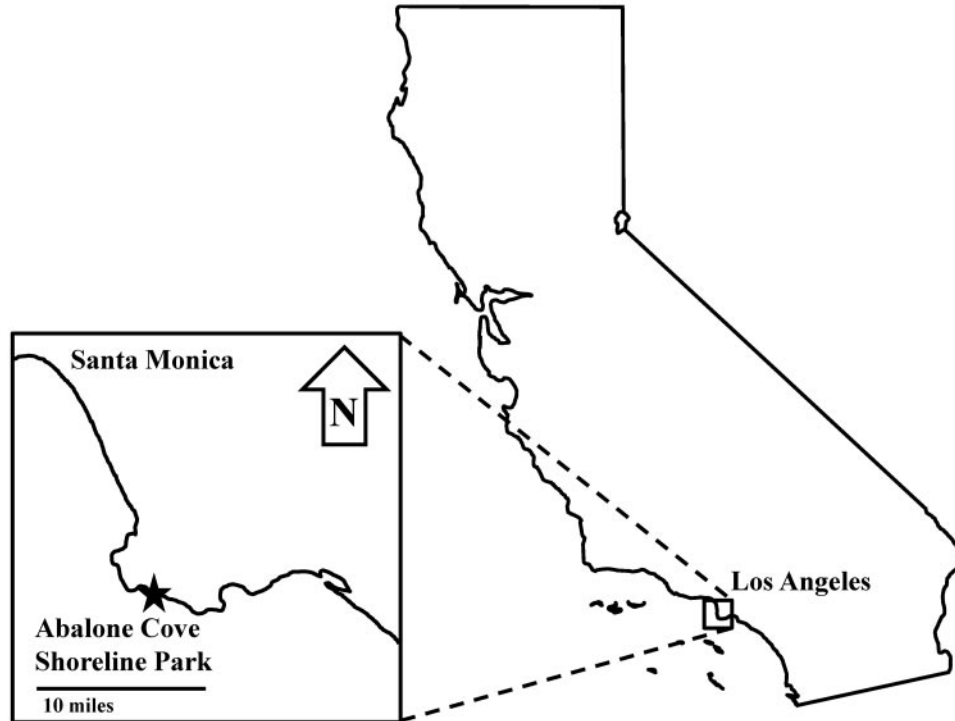 Santa Monica
N
Los Angeles
Abalone Cove
Shoreline Park
10 miles